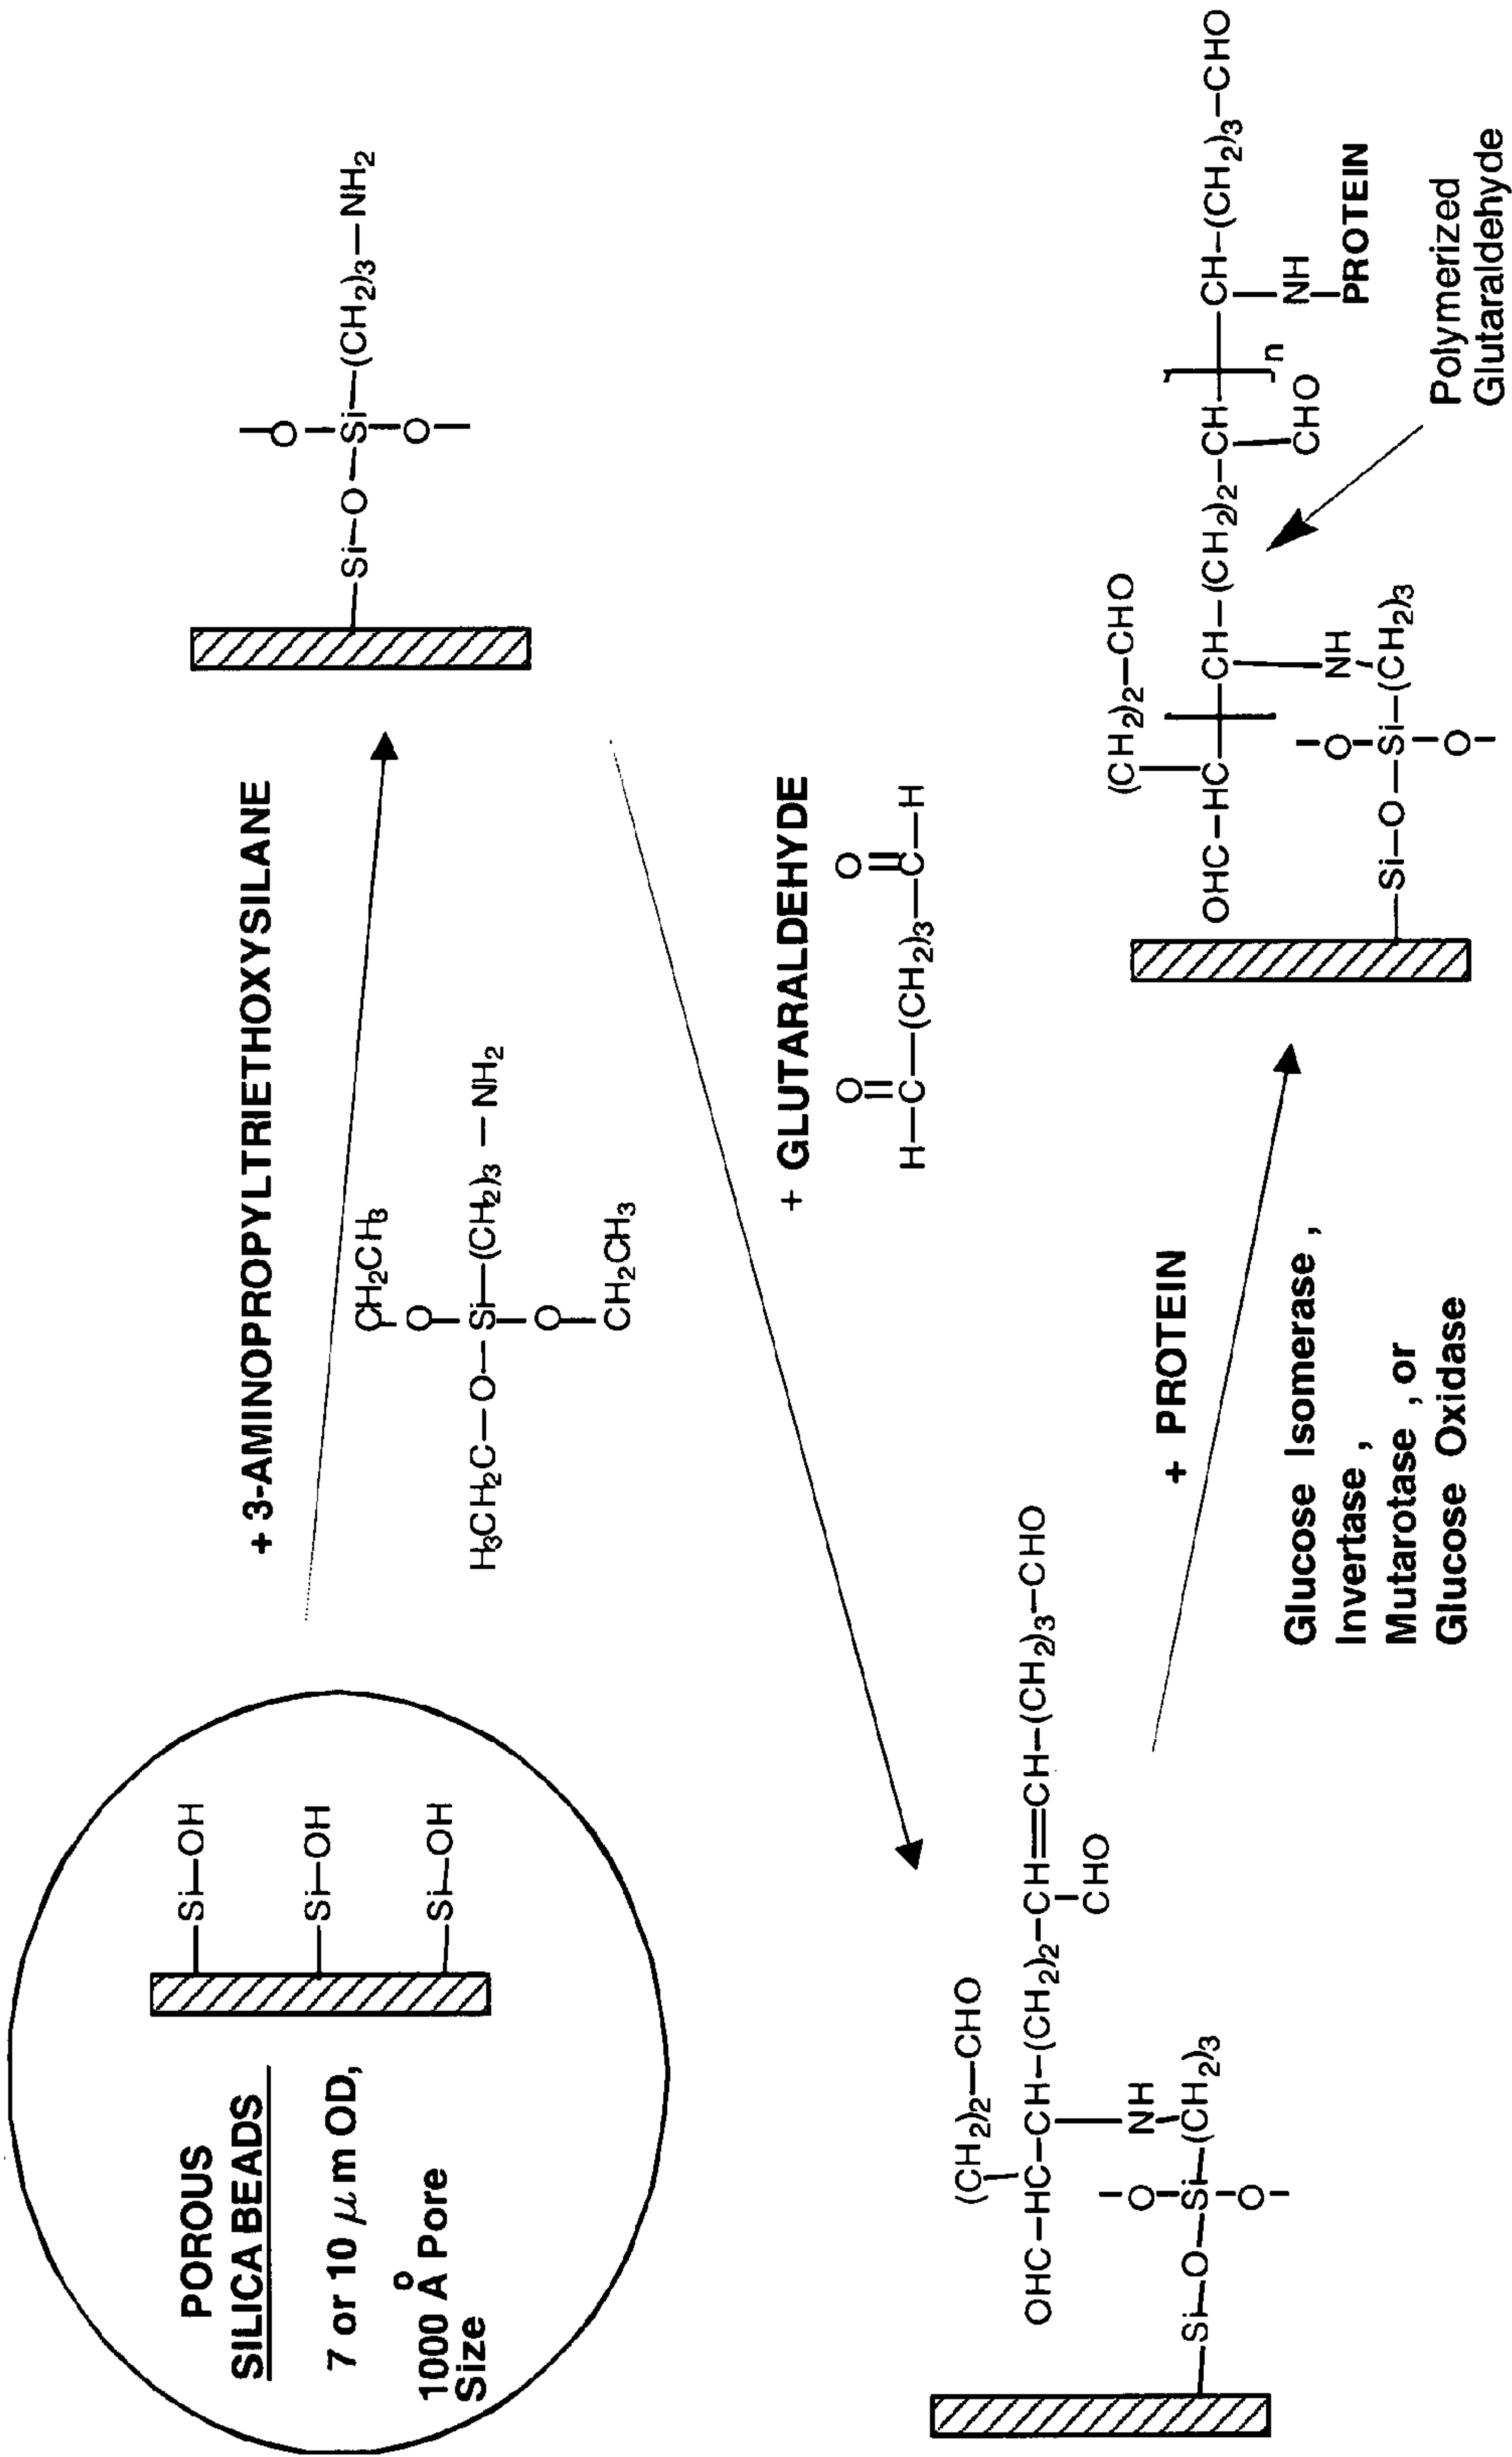 POROUS
SILICA BEADS
7 or 10 μm OD,
1000 Å Pore
Size
Si—OH
Si—OH
Si—OH
+ 3-AMINOPROPYLTRIETHOXYSILANE
CH2CH3
O
H3CH2C—O—Si—(CH2)3—NH2
O
CH2CH3
O
Si—O—Si—(CH2)3—NH2
O
+ GLUTARALDEHYDE
O O
H—C—(CH2)3—C—H
(CH2)2—CHO
OHC—HC—CH—(CH2)2—CH=CH—(CH2)3—CHO
CHO
NH
O
Si—O—Si—(CH2)3
O
+ PROTEIN
Glucose Isomerase ,
Invertase ,
Mutarotase , or
Glucose Oxidase
(CH2)2—CHO
OHC—HC—CH—(CH2)2—CH—CH—(CH2)3—CHO
n
CHO
NH
NH
PROTEIN
O
Si—O—Si—(CH2)3
O
Polymerized
Glutaraldehyde